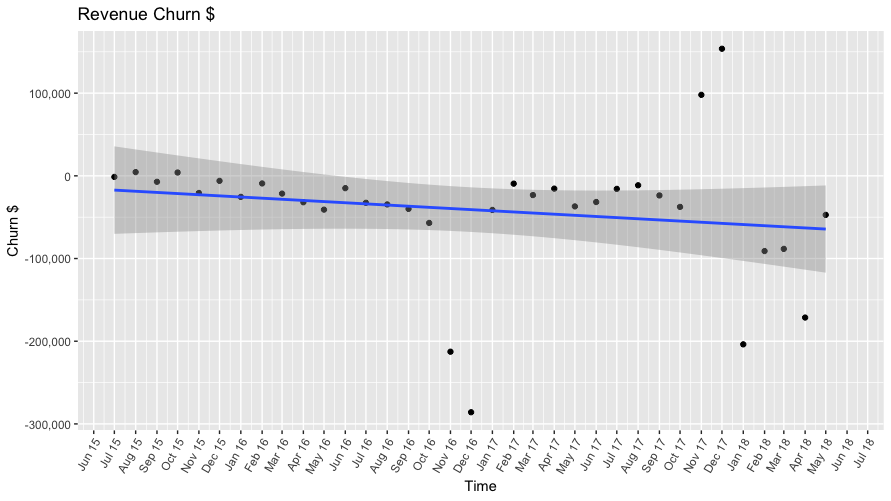 Revenue Churn $
Churn $
100,000
0
-100,000
-200,000
-300,000
Jun 15
Jul 15
Aug 15
Sep 15
Oct 15
Nov 15
Dec 15
Jan 16
Feb 16
Mar 16
Apr 16
May 16
Jun 16
Jul 16
Aug 16
Sep 16
Oct 16
Nov 16
Dec 16
Jan 17
Feb 17
Mar 17
Apr 17
May 17
Jun 17
Jul 17
Aug 17
Sep 17
Oct 17
Nov 17
Dec 17
Jan 18
Feb 18
Mar 18
Apr 18
May 18
Jun 18
Jul 18
Time